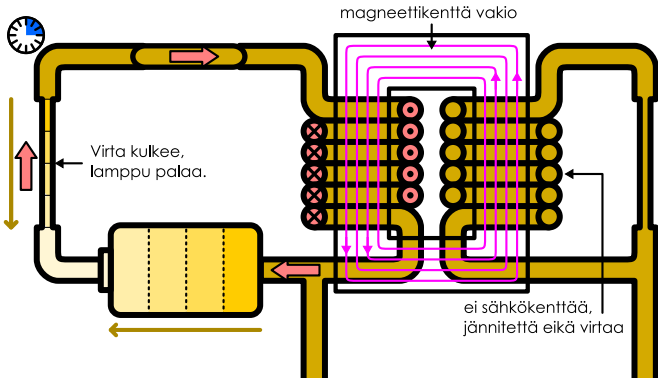 magneettikenttä vakio
Virta kulkee,
lamppu palaa.
ei sähkökenttää,
jännitettä eikä virtaa